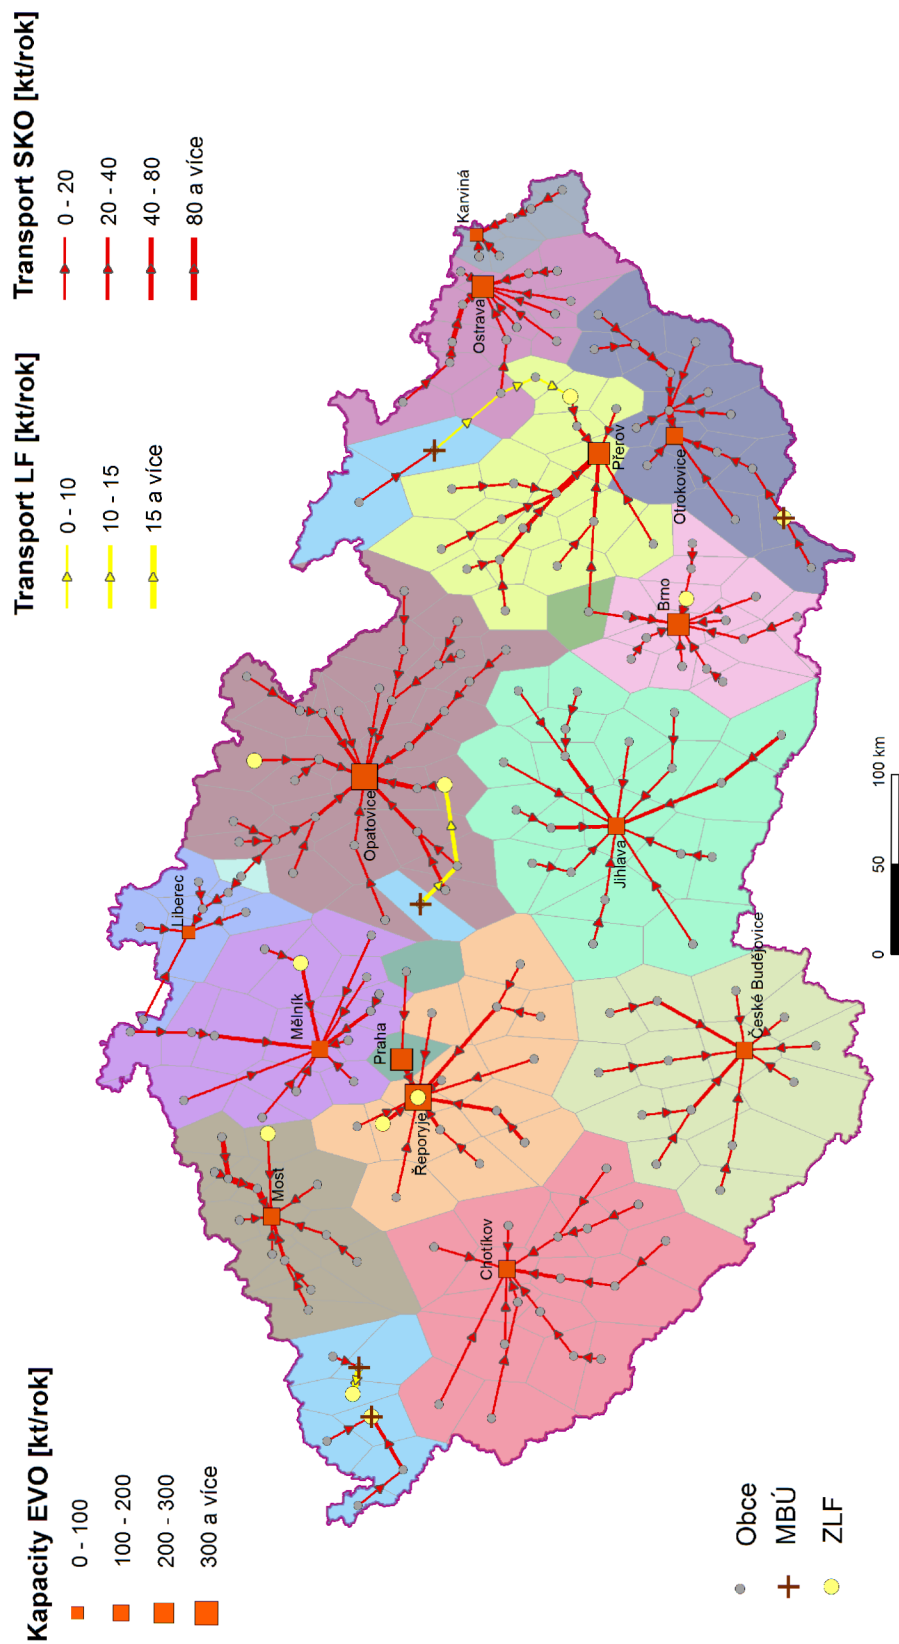 Kapacity EVO [kt/rok]
0 - 100
100 - 200
200 - 300
300 a více
Transport LF [kt/rok]
0 - 10
10 - 15
15 a více
Transport SKO [kt/rok]
0 - 20
20 - 40
40 - 80
80 a více
Liberec
Mělník
Most
Praha
Řeporyje
Opatovice
Chotíkov
Karviná
Ostrava
Přerov
Otrokovice
Brno
Jihlava
České Budějovice
Obce
MBÚ
ZLF
0
50
100 km